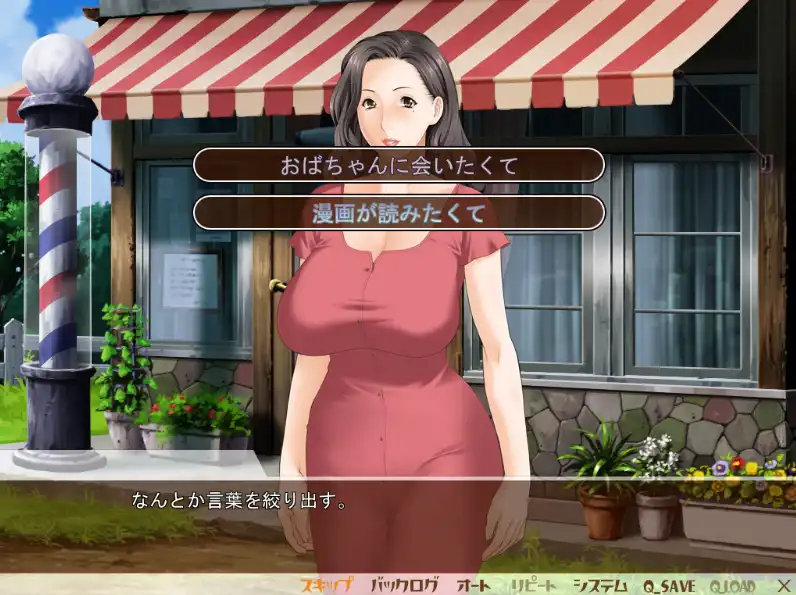 おばちゃんに会いたくて
漫画が読みたくて
なんとか言葉を絞り出す。
スキップ バックログ オート リピート システム Q_SAVE Q_LOAD ×